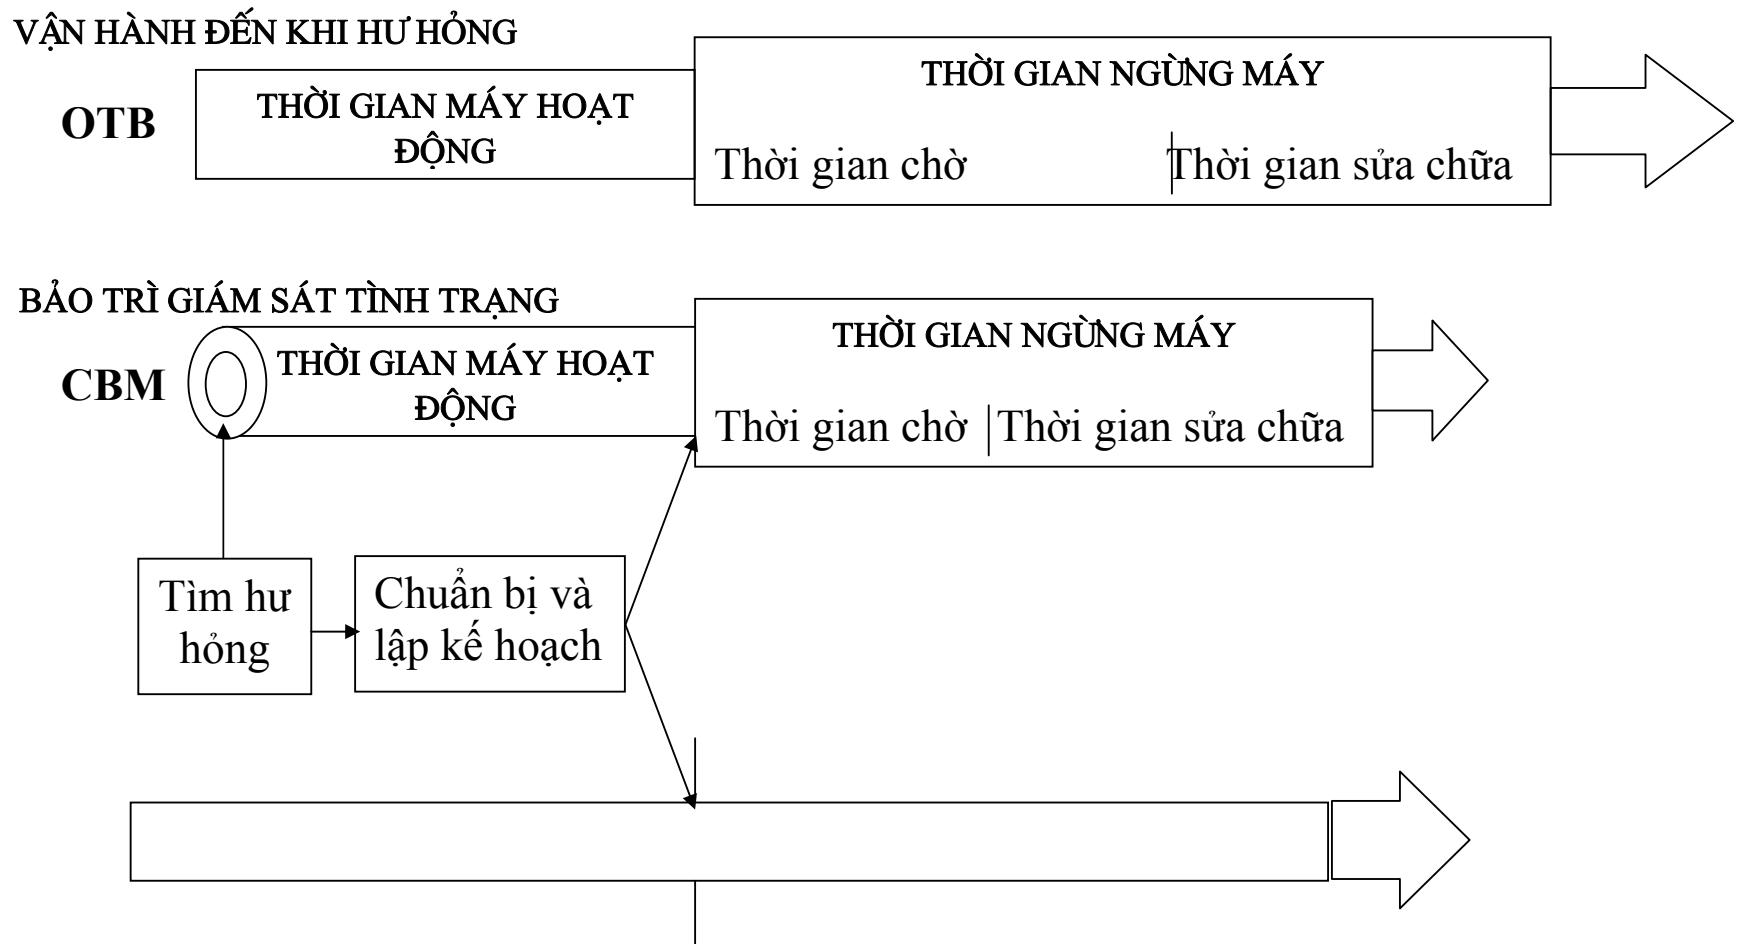 VẬN HÀNH ĐẾN KHI HƯ HỎNG
OTB
THỜI GIAN MÁY HOẠT
ĐỘNG
THỜI GIAN NGỪNG MÁY
Thời gian chờ
Thời gian sửa chữa
BẢO TRÌ GIÁM SÁT TÌNH TRẠNG
CBM
THỜI GIAN MÁY HOẠT
ĐỘNG
THỜI GIAN NGỪNG MÁY
Thời gian chờ
Thời gian sửa chữa
Tìm hư
hỏng
Chuẩn bị và
lập kế hoạch